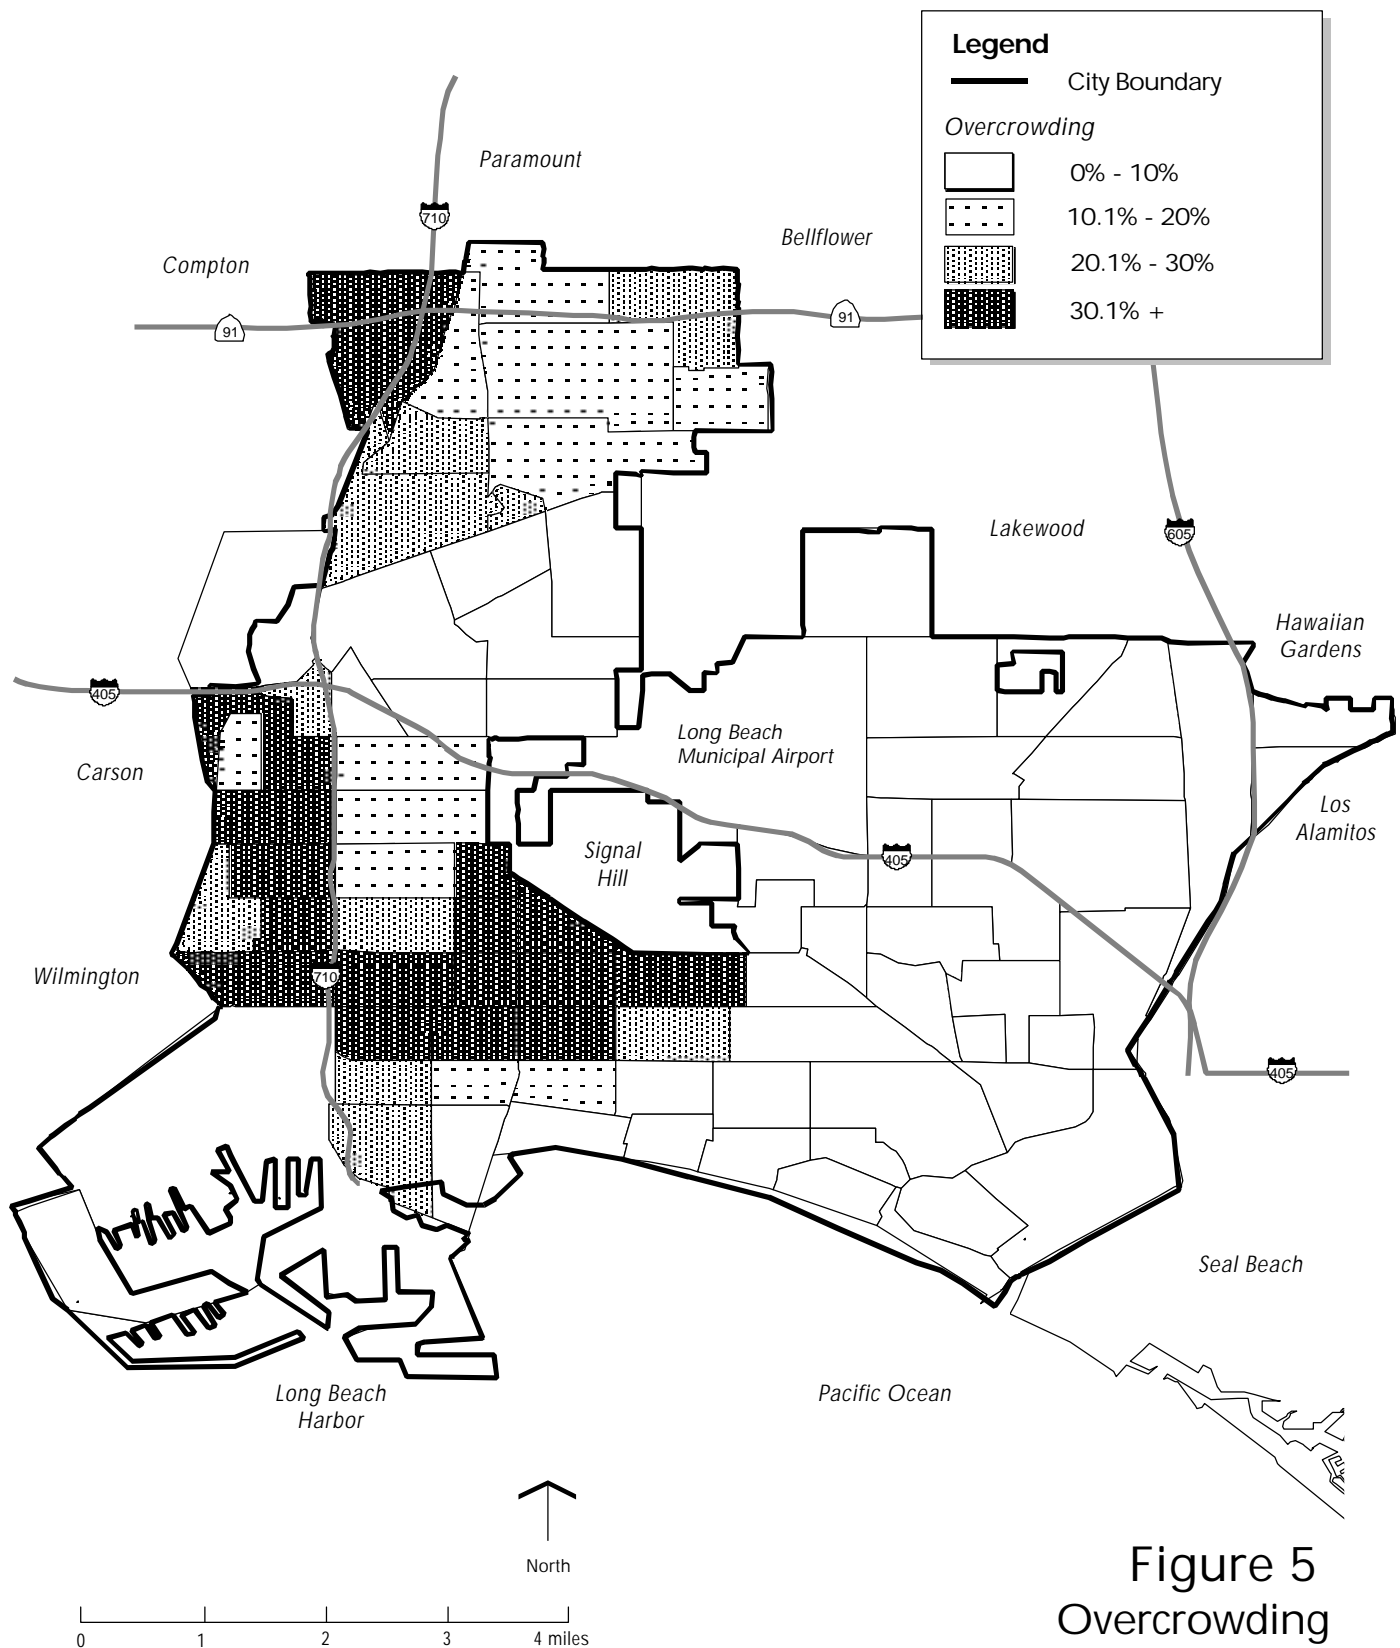 Legend
City Boundary
Overcrowding
0% - 10%
10.1% - 20%
20.1% - 30%
30.1% +
Paramount
710
Bellflower
Compton
91
91
Lakewood
605
Hawaiian
Gardens
405
Long Beach
Municipal Airport
Carson
Los
Alamitos
Signal
Hill
405
Wilmington
710
405
Seal Beach
Long Beach
Harbor
Pacific Ocean
North
Figure 5
Overcrowding
0
1
2
3
4 miles